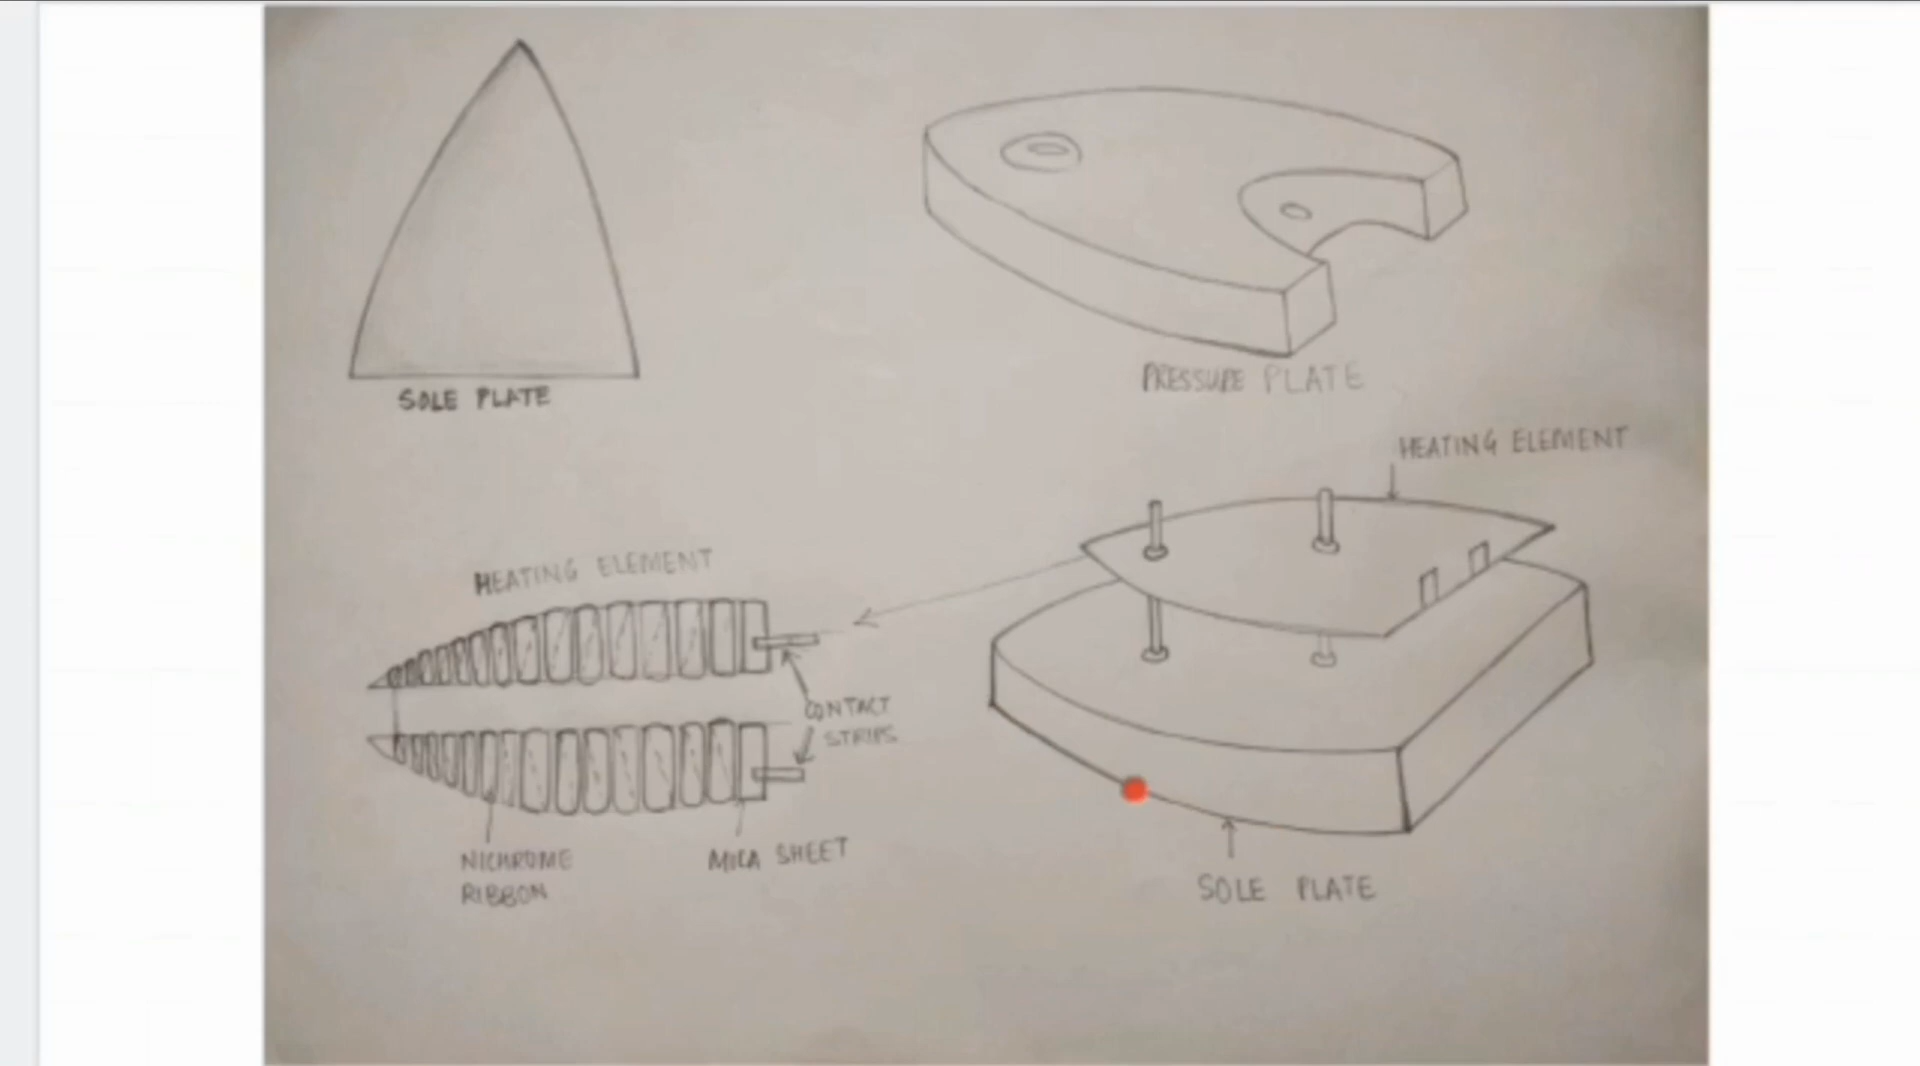 SOLE PLATE
PRESSURE PLATE
HEATING ELEMENT
HEATING ELEMENT
CONTACT
STRIPS
NICHROME
RIBBON
MICA SHEET
SOLE PLATE